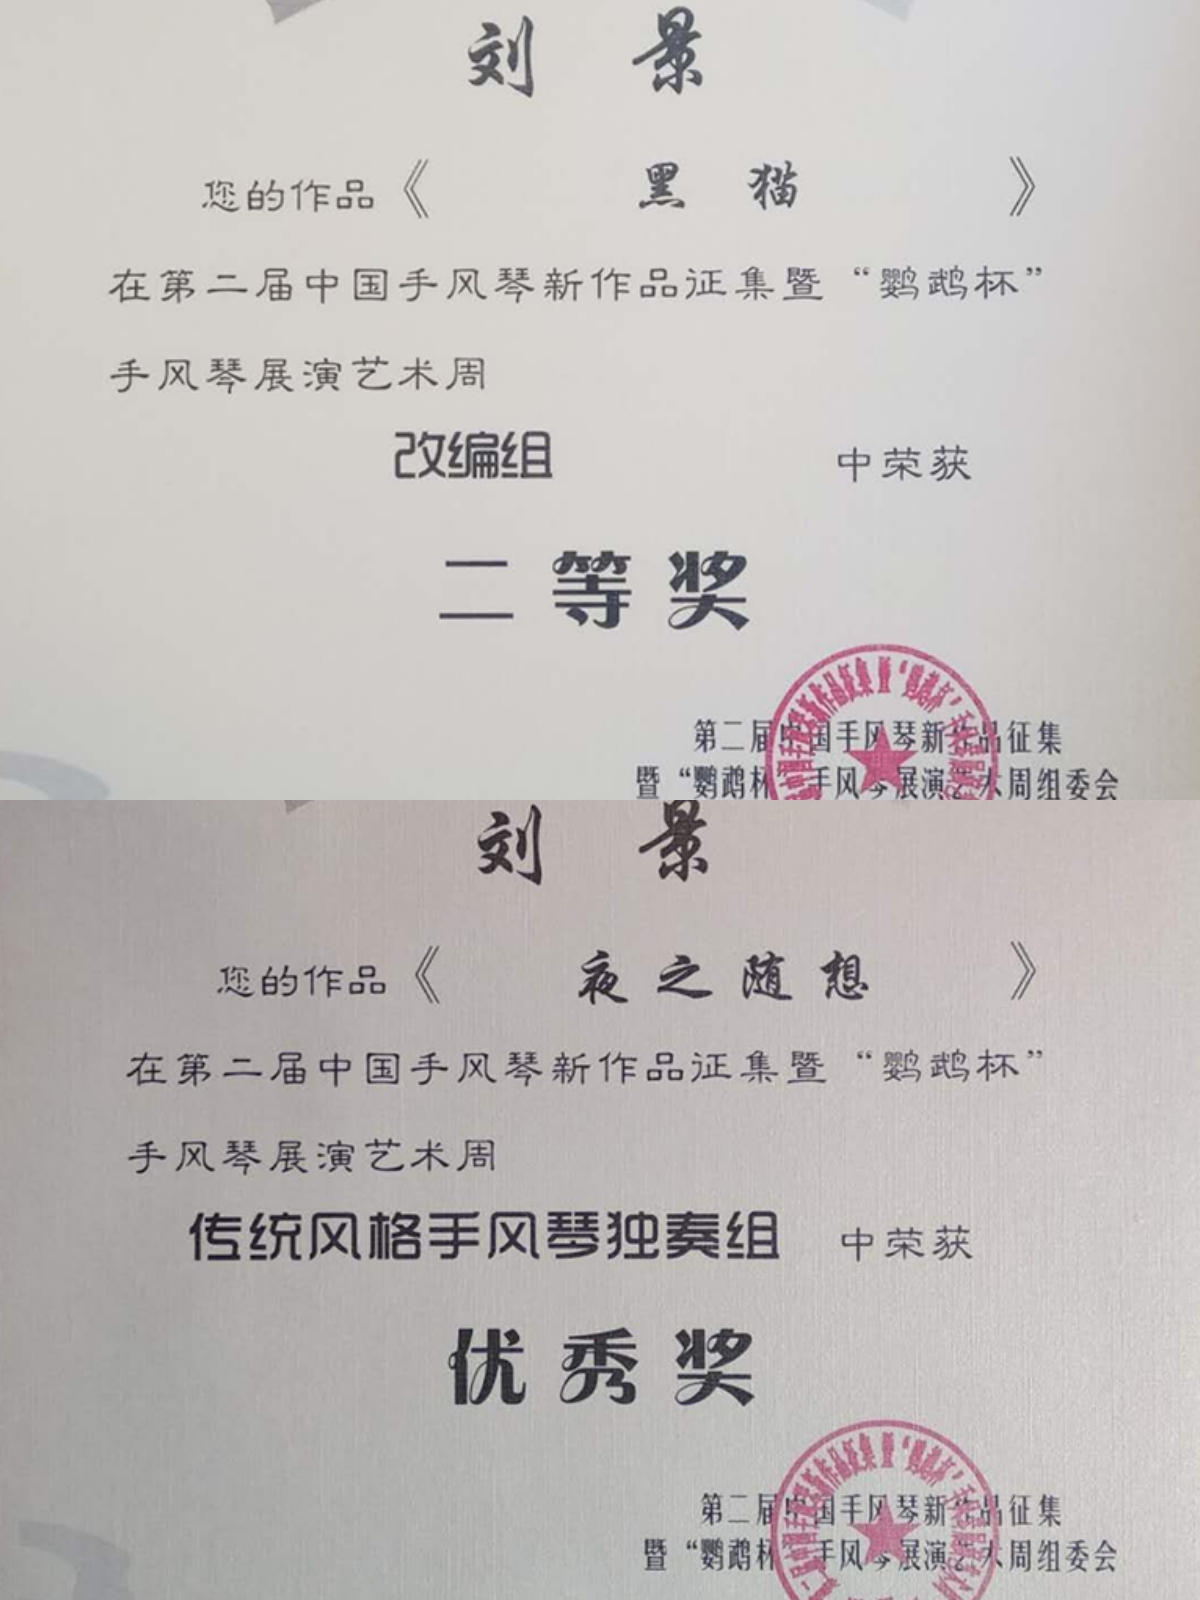 刘 景
您的作品《 黑猫 》
在第二届中国手风琴新作品征集暨“鹦鹉杯”
手风琴展演艺术周
改编组 中荣获
二等奖
第二届中国手风琴新作品征集
暨“鹦鹉杯”手风琴展演艺术周组委会
刘 景
您的作品《 夜之随想 》
在第二届中国手风琴新作品征集暨“鹦鹉杯”
手风琴展演艺术周
传统风格手风琴独奏组 中荣获
优秀奖
第二届中国手风琴新作品征集
暨“鹦鹉杯”手风琴展演艺术周组委会